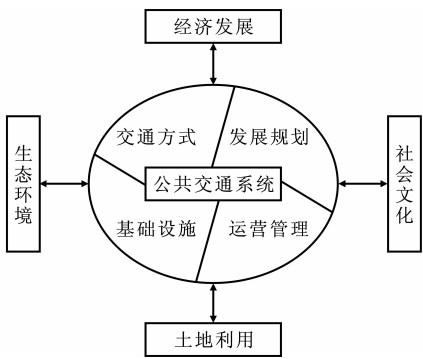 经济发展
交通方式
发展规划
生态环境
公共交通系统
社会文化
基础设施
运营管理
土地利用